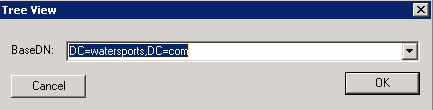 Tree View
BaseDN: DC=watersports,DC=com
Cancel OK